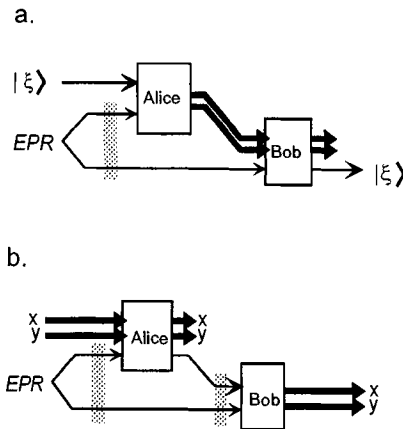 a.
|ξ⟩
Alice
EPR
Bob
|ξ⟩
b.
x x
y y
Alice
EPR
x
Bob
y